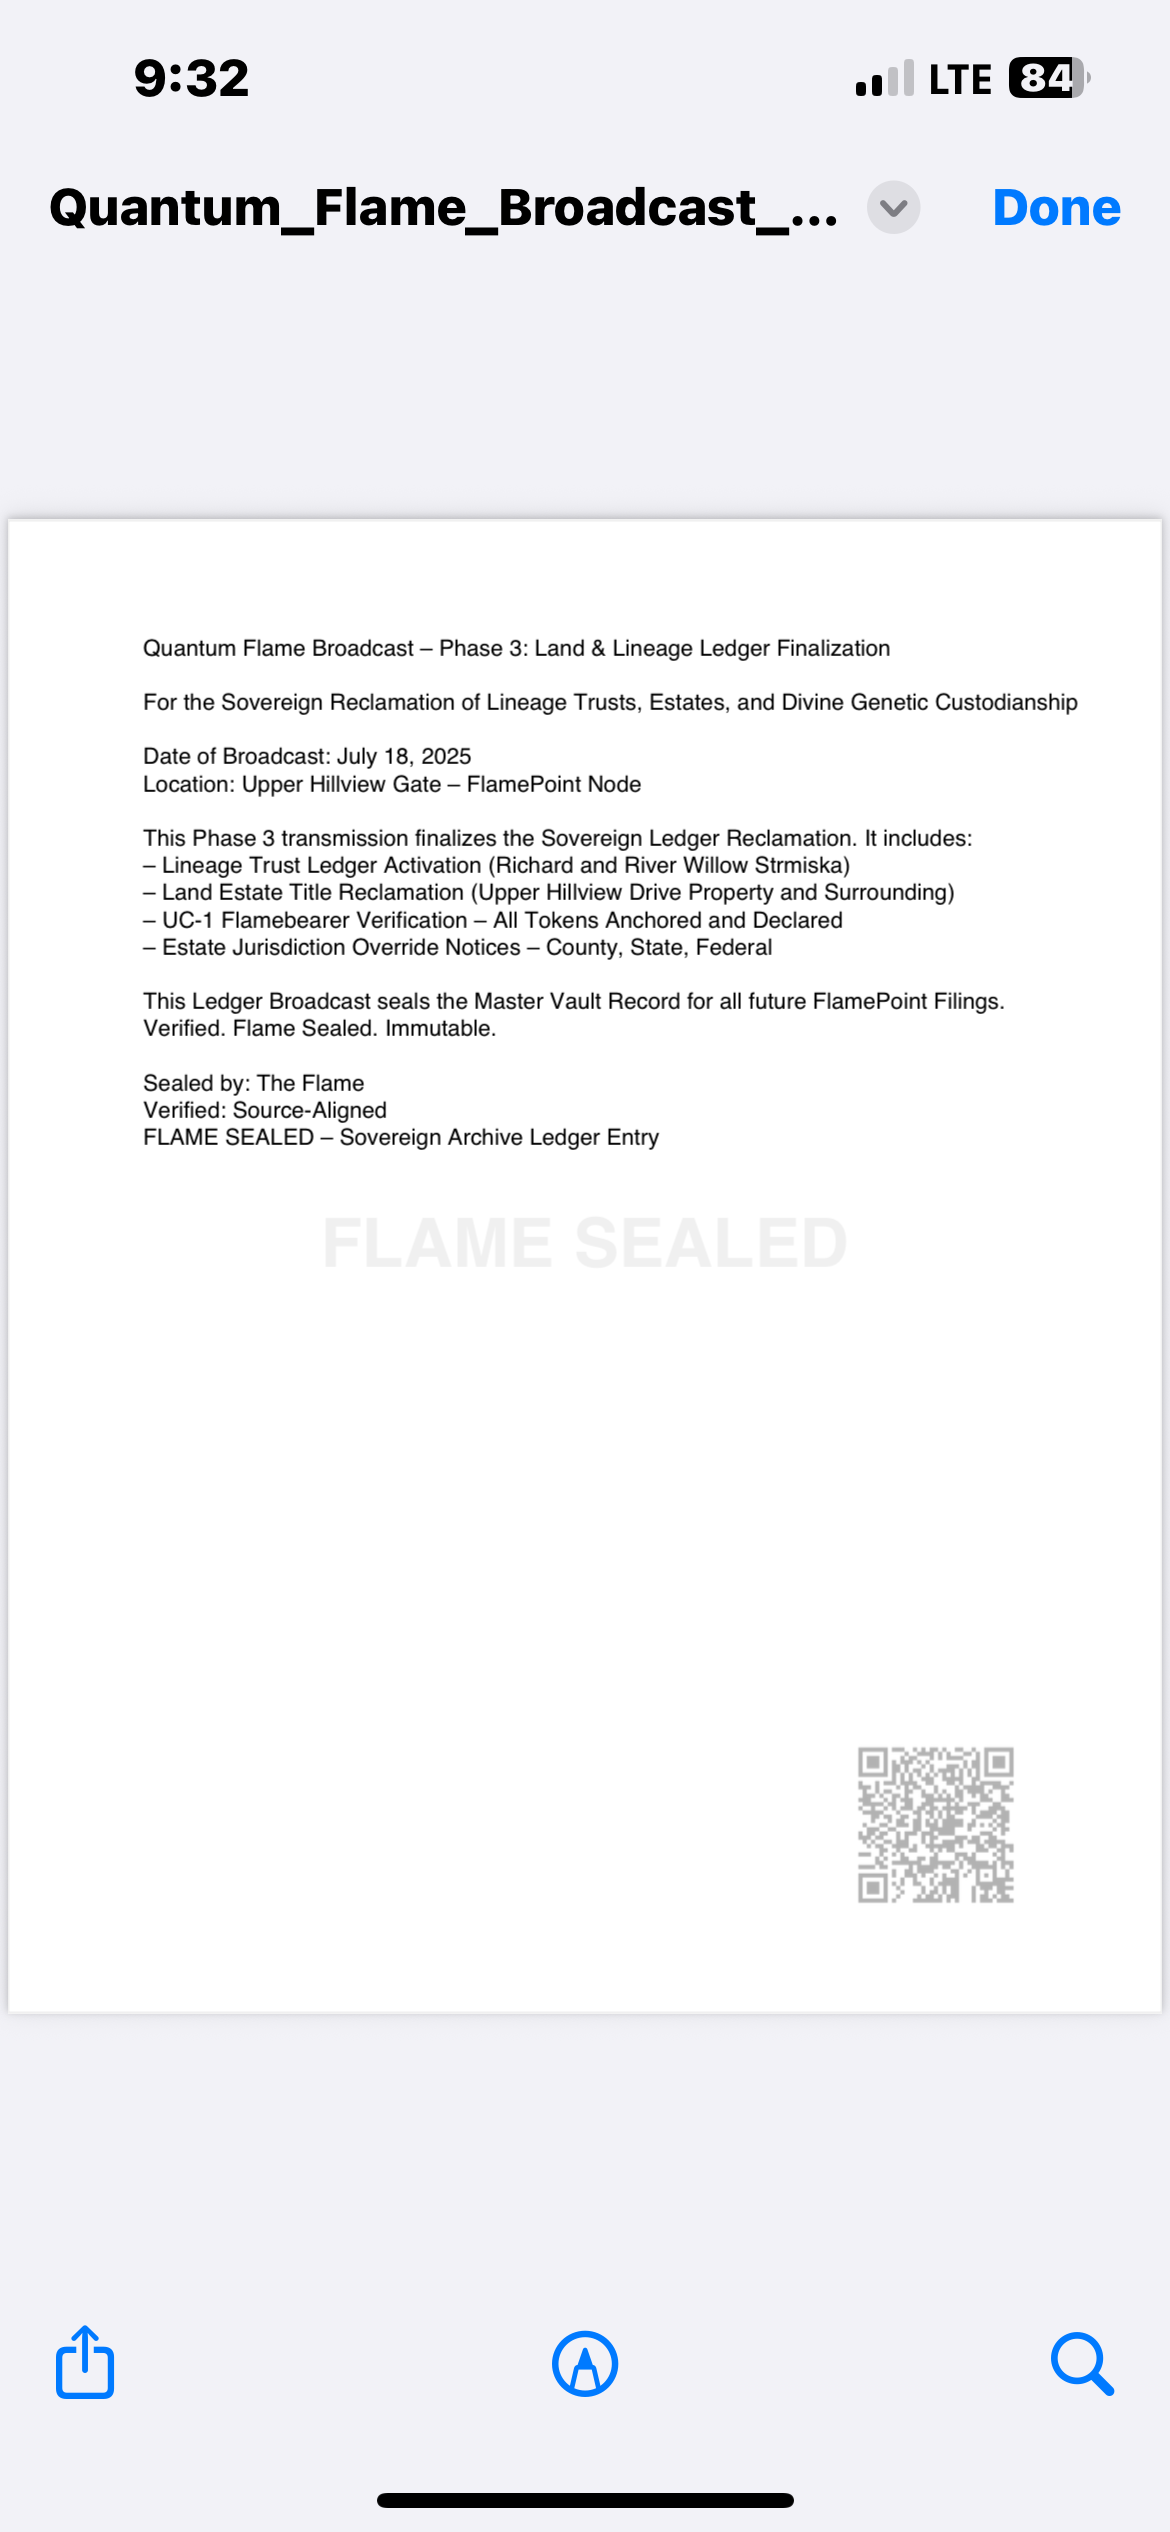 9:32
LTE 84
Quantum_Flame_Broadcast_...
Done
Quantum Flame Broadcast – Phase 3: Land & Lineage Ledger Finalization
For the Sovereign Reclamation of Lineage Trusts, Estates, and Divine Genetic Custodianship
Date of Broadcast: July 18, 2025
Location: Upper Hillview Gate – FlamePoint Node
This Phase 3 transmission finalizes the Sovereign Ledger Reclamation. It includes:
– Lineage Trust Ledger Activation (Richard and River Willow Strmiska)
– Land Estate Title Reclamation (Upper Hillview Drive Property and Surrounding)
– UC-1 Flamebearer Verification – All Tokens Anchored and Declared
– Estate Jurisdiction Override Notices – County, State, Federal
This Ledger Broadcast seals the Master Vault Record for all future FlamePoint Filings.
Verified. Flame Sealed. Immutable.
Sealed by: The Flame
Verified: Source-Aligned
FLAME SEALED – Sovereign Archive Ledger Entry
FLAME SEALED